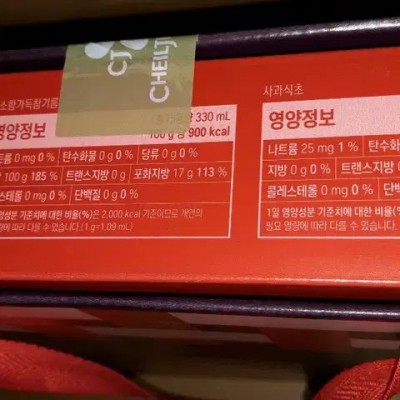 CJ
CHEILJ
소함가득참기름
영양정보
330 mL
100 g 당 900 kcal
나트륨 0 mg 0 % 탄수화물 0 g 0 % 당류 0 g 0 %
100 g 185 % 트랜스지방 0 g 포화지방 17 g 113 %
스테롤 0 mg 0 % 단백질 0 g 0 %
영양성분 기준치에 대한 비율(%)은 2,000 kcal 기준이므로 개인의
에 따라 다를 수 있습니다. (1 g=1.09 mL)
사과식초
영양정보
나트륨 25 mg 1 % 탄수화
지방 0 g 0 % 트랜스지방 0
콜레스테롤 0 mg 0 % 단백
1일 영양성분 기준치에 대한 비율(%)
필요 열량에 따라 다를 수 있습니다.